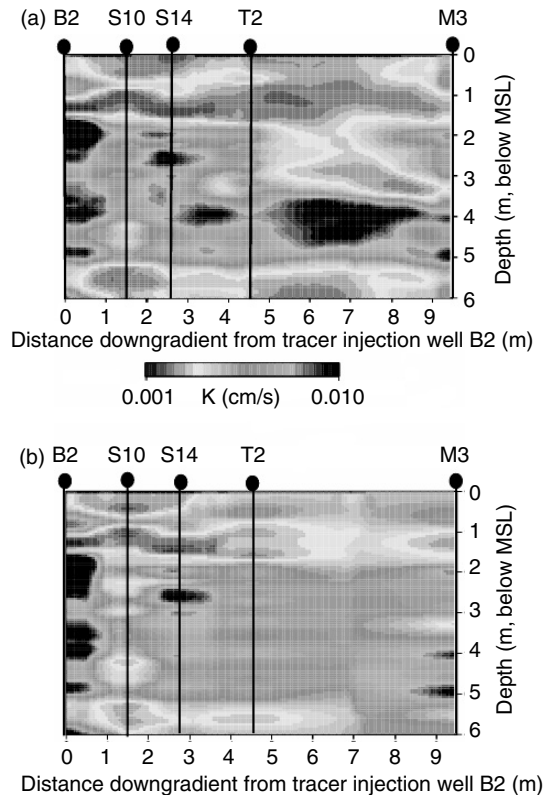 (a) B2 S10 S14 T2 M3
0
1
2
3
4
5
6
Depth (m, below MSL)
0 1 2 3 4 5 6 7 8 9
Distance downgradient from tracer injection well B2 (m)
0.001 K (cm/s) 0.010
(b) B2 S10 S14 T2 M3
0
1
2
3
4
5
6
Depth (m, below MSL)
0 1 2 3 4 5 6 7 8 9
Distance downgradient from tracer injection well B2 (m)